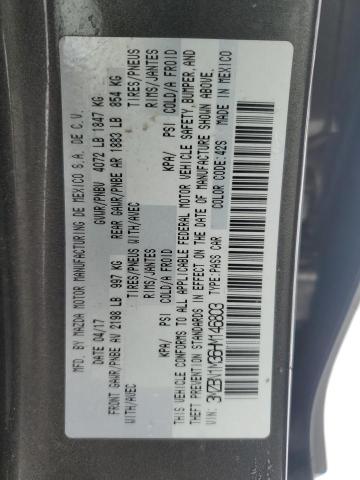 MFD. BY MAZDA MOTOR MANUFACTURING DE MEXICO S.A. DE C.V.
DATE 04/17 GVWR/PNBV 4072 LB 1847 KG
FRONT GAWR/PNBE AV 2198 LB 997 KG REAR GAWR/PNBE AR 1883 LB 854 KG
WITH/AVEC TIRES/PNEUS WITH/AVEC TIRES/PNEUS
RIMS/JANTES RIMS/JANTES
KPA/ PSI COLD/A FROID KPA/ PSI COLD/A FROID
THIS VEHICLE CONFORMS TO ALL APPLICABLE FEDERAL MOTOR VEHICLE SAFETY, BUMPER, AND
THEFT PREVENTION STANDARDS IN EFFECT ON THE DATE OF MANUFACTURE SHOWN ABOVE.
VIN: 3MZBN1M36HM146803 TYPE:PASS CAR COLOR CODE:42S MADE IN MEXICO